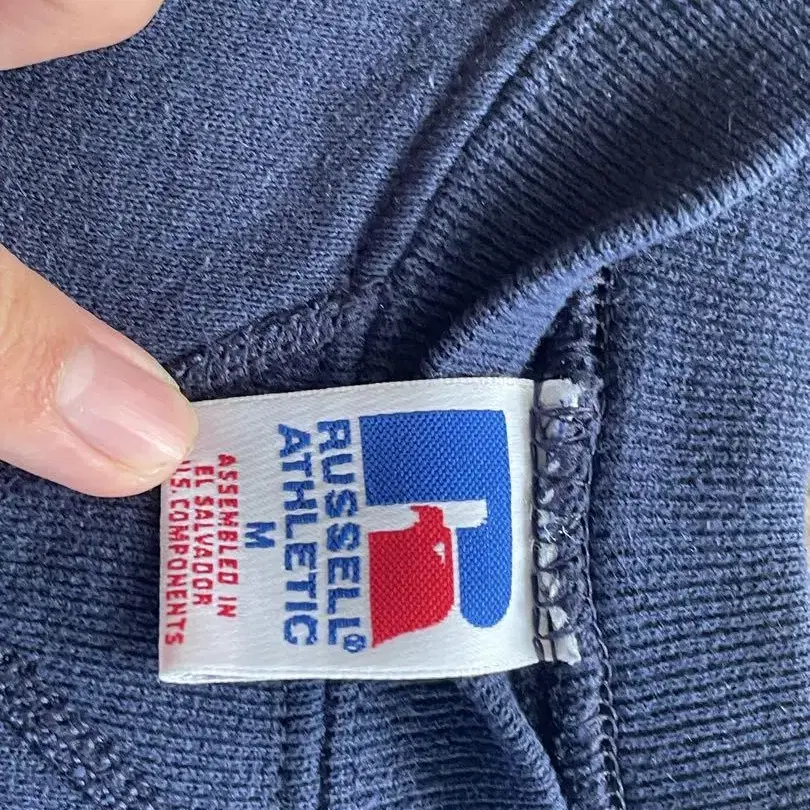 RUSSELL®
ATHLETIC
M
ASSEMBLED IN
EL SALVADOR
U.S. COMPONENTS